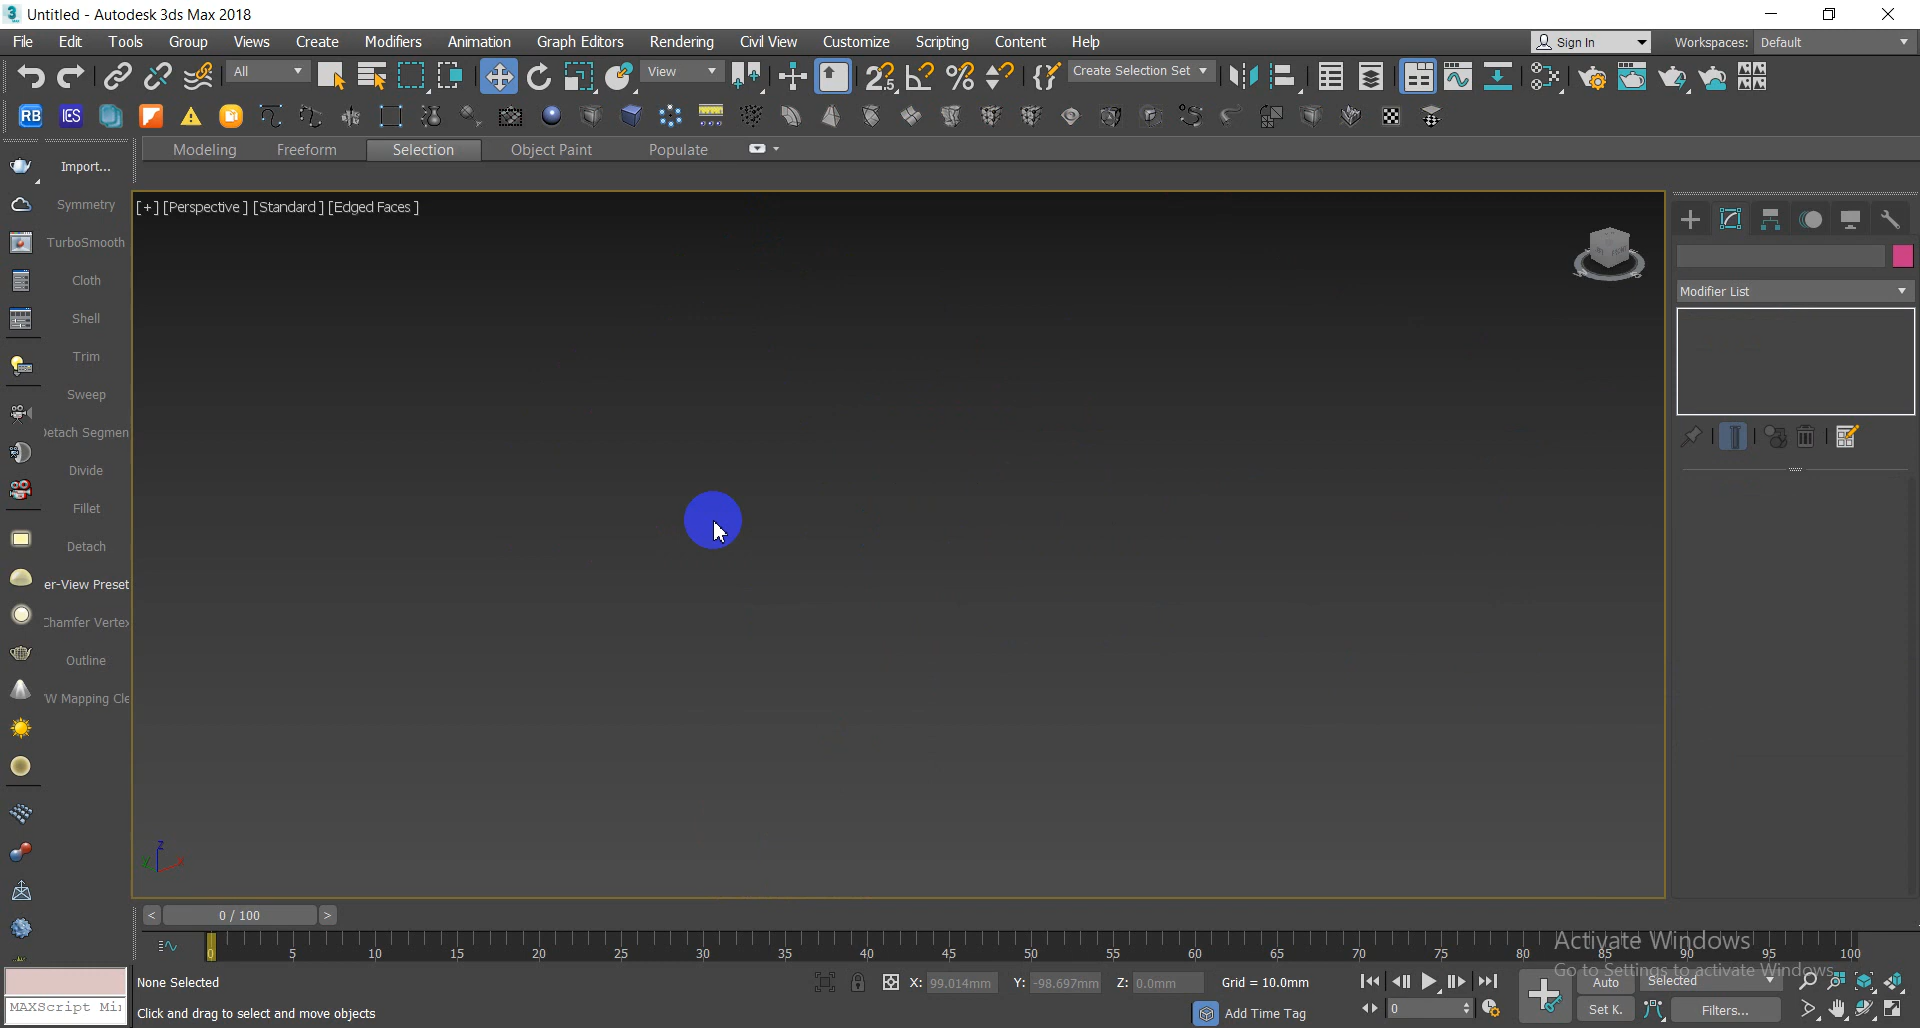 Untitled - Autodesk 3ds Max 2018
File Edit Tools Group Views Create Modifiers Animation Graph Editors Rendering Civil View Customize Scripting Content Help
Sign In Workspaces: Default
All View Create Selection Set
RB ICS
Modeling Freeform Selection Object Paint Populate
Import...
Symmetry
TurboSmooth
Cloth
Shell
Trim
Sweep
Detach Segmen
Divide
Fillet
Detach
er-View Preset
Chamfer Vertex
Outline
W Mapping Cle
[+] [Perspective ] [Standard ] [Edged Faces ]
Modifier List
z
y x
< 0 / 100 >
0 5 10 15 20 25 30 35 40 45 50 55 60 65 70 75 80 85 90 95 100
Activate Windows
Go to Settings to activate Windows.
None Selected X: 99.014mm Y: -98.697mm Z: 0.0mm Grid = 10.0mm Auto Selected
MAXScript Mi
Click and drag to select and move objects Add Time Tag 0 Set K. Filters...